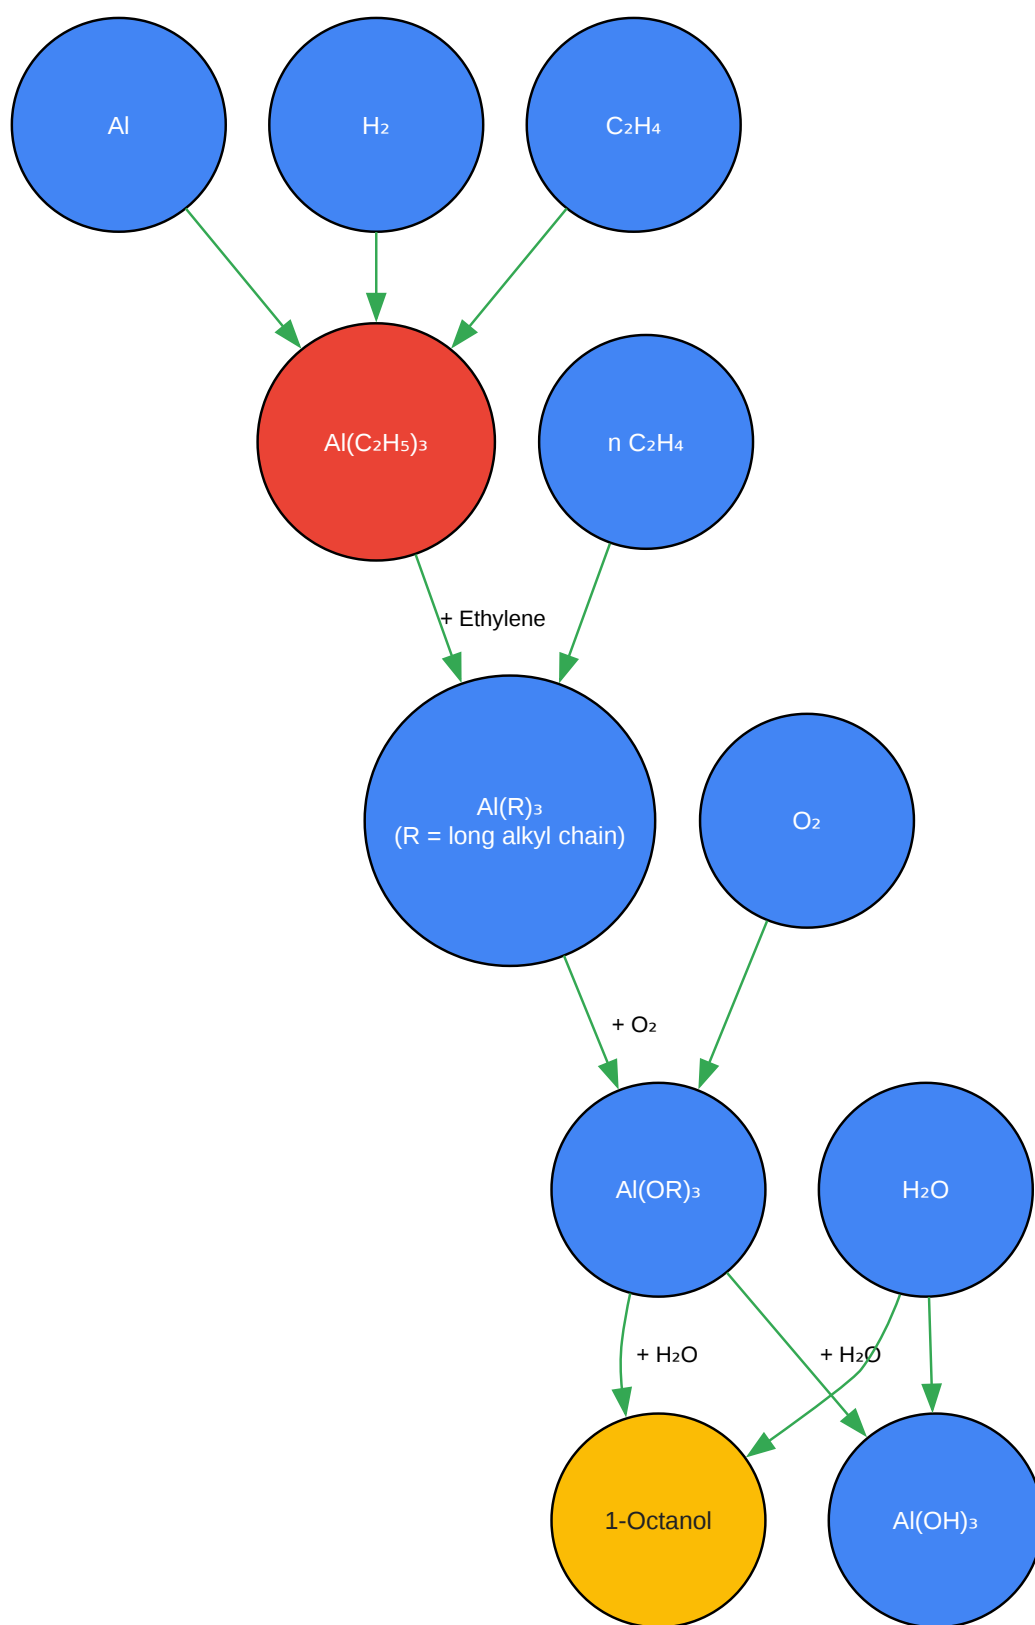 Al
H₂
C₂H₄
Al(C₂H₅)₃
n C₂H₄
+ Ethylene
Al(R)₃
(R = long alkyl chain)
O₂
+ O₂
Al(OR)₃
H₂O
+ H₂O
+ H₂O
1-Octanol
Al(OH)₃